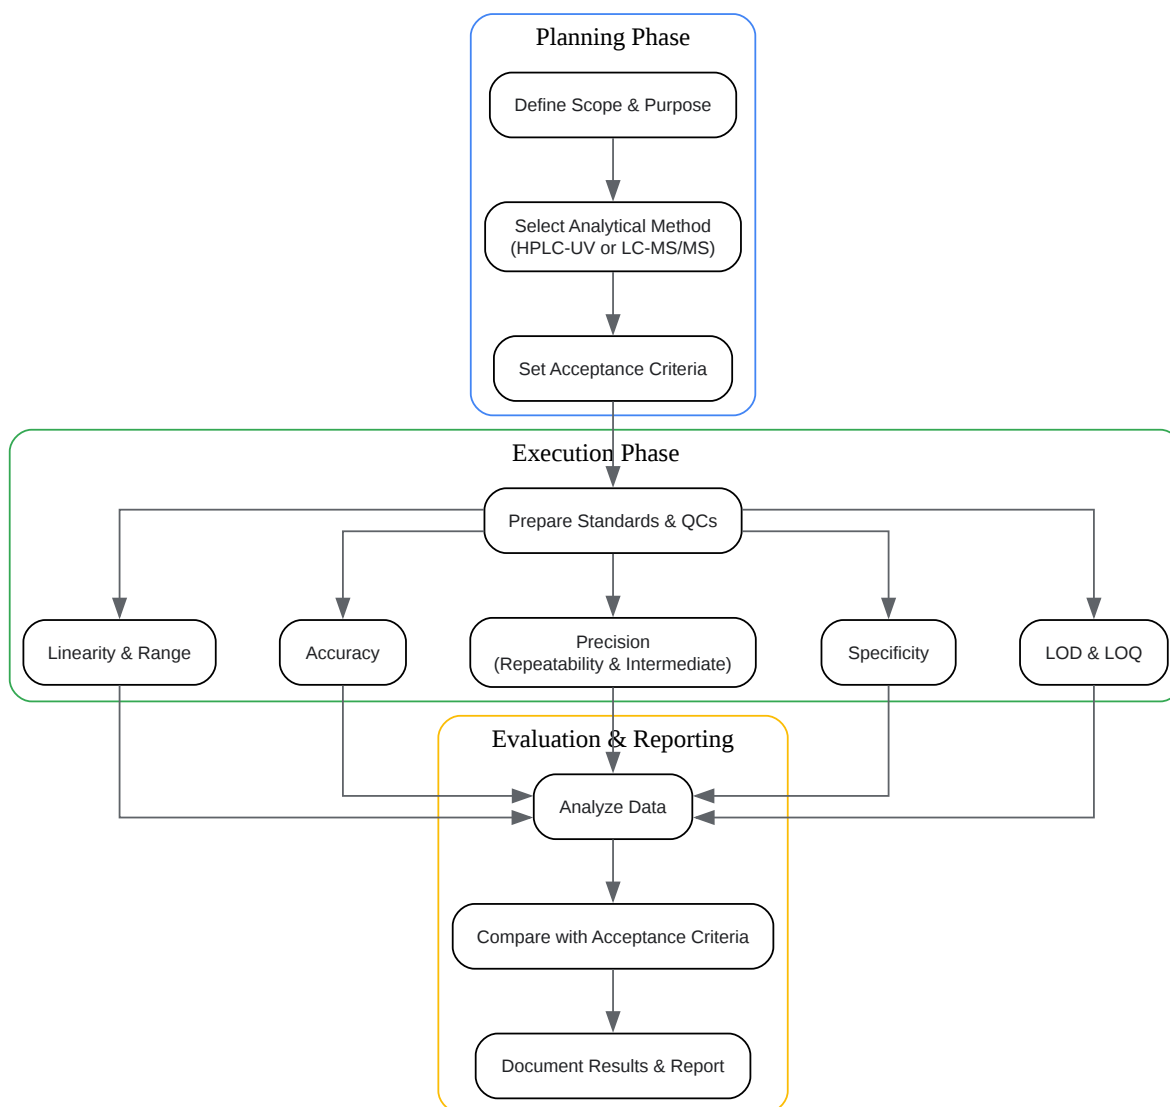 Planning Phase
Define Scope & Purpose
Select Analytical Method
(HPLC-UV or LC-MS/MS)
Set Acceptance Criteria
Execution Phase
Prepare Standards & QCs
Linearity & Range
Accuracy
Precision
(Repeatability & Intermediate)
Specificity
LOD & LOQ
Evaluation & Reporting
Analyze Data
Compare with Acceptance Criteria
Document Results & Report